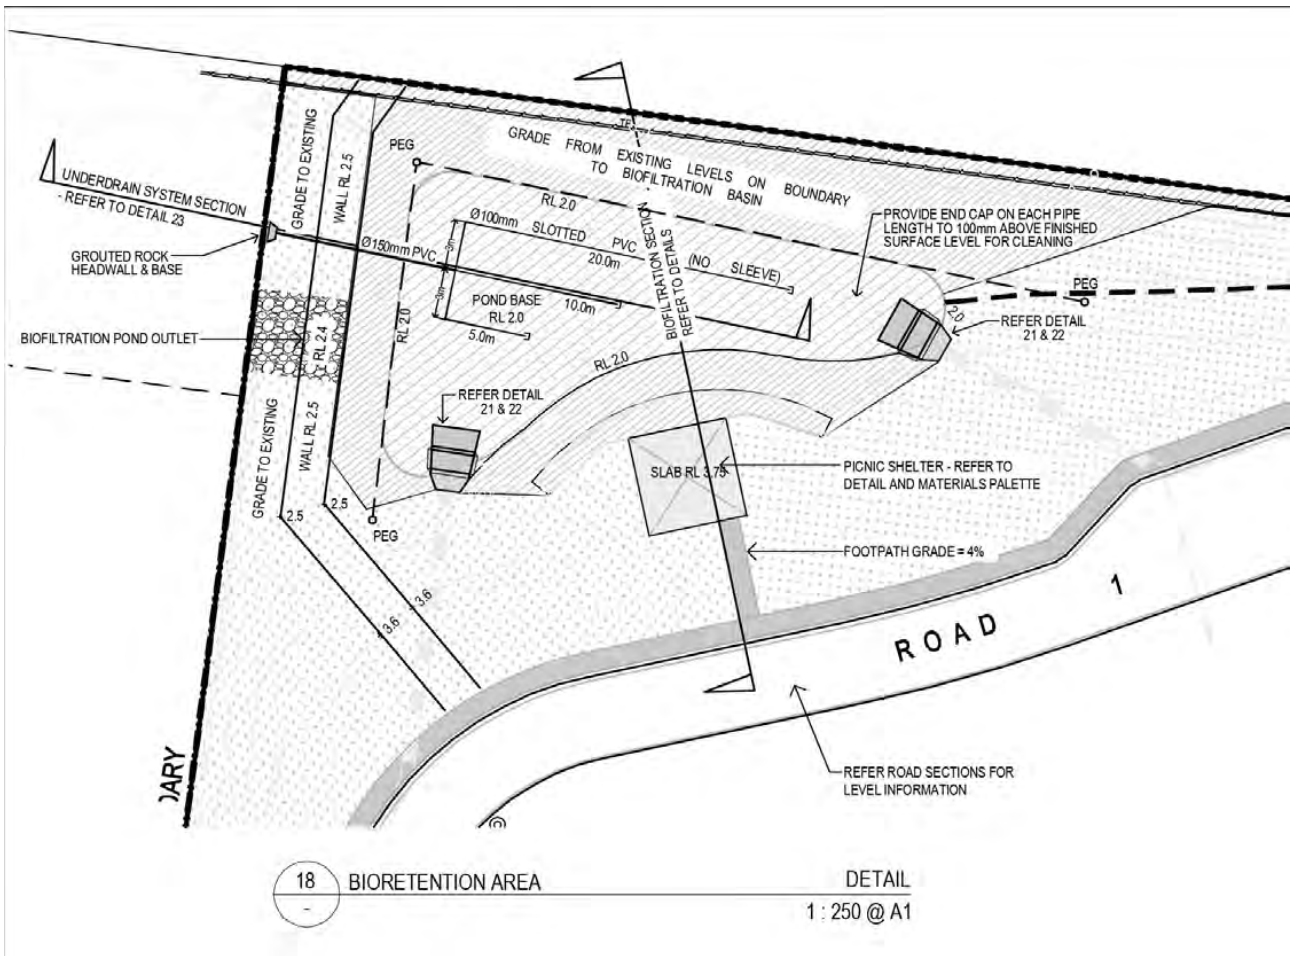 UNDERDRAIN SYSTEM SECTION
- REFER TO DETAIL 23
GROUTED ROCK
HEADWALL & BASE
BIOFILTRATION POND OUTLET
GRADE TO EXISTING
WALL RL 2.5
RL 2.4
GRADE TO EXISTING
WALL RL 2.5
2.5
2.5
3.6
3.6
PEG
RL 2.0
GRADE FROM EXISTING LEVELS ON BOUNDARY
TO BIOFILTRATION BASIN
Ø100mm SLOTTED PVC (NO SLEEVE)
20.0m
Ø150mm PVC
3m
3m
10.0m
POND BASE
RL 2.0
5.0m
RL 2.0
RL 2.0
BIOFILTRATION SECTION
REFER TO DETAILS
PROVIDE END CAP ON EACH PIPE
LENGTH TO 100mm ABOVE FINISHED
SURFACE LEVEL FOR CLEANING
PEG
2.0
REFER DETAIL
21 & 22
REFER DETAIL
21 & 22
PEG
SLAB RL 3.75
PICNIC SHELTER - REFER TO
DETAIL AND MATERIALS PALETTE
FOOTPATH GRADE = 4%
ROAD 1
REFER ROAD SECTIONS FOR
LEVEL INFORMATION
DARY
18
-
BIORETENTION AREA
DETAIL
1 : 250 @ A1